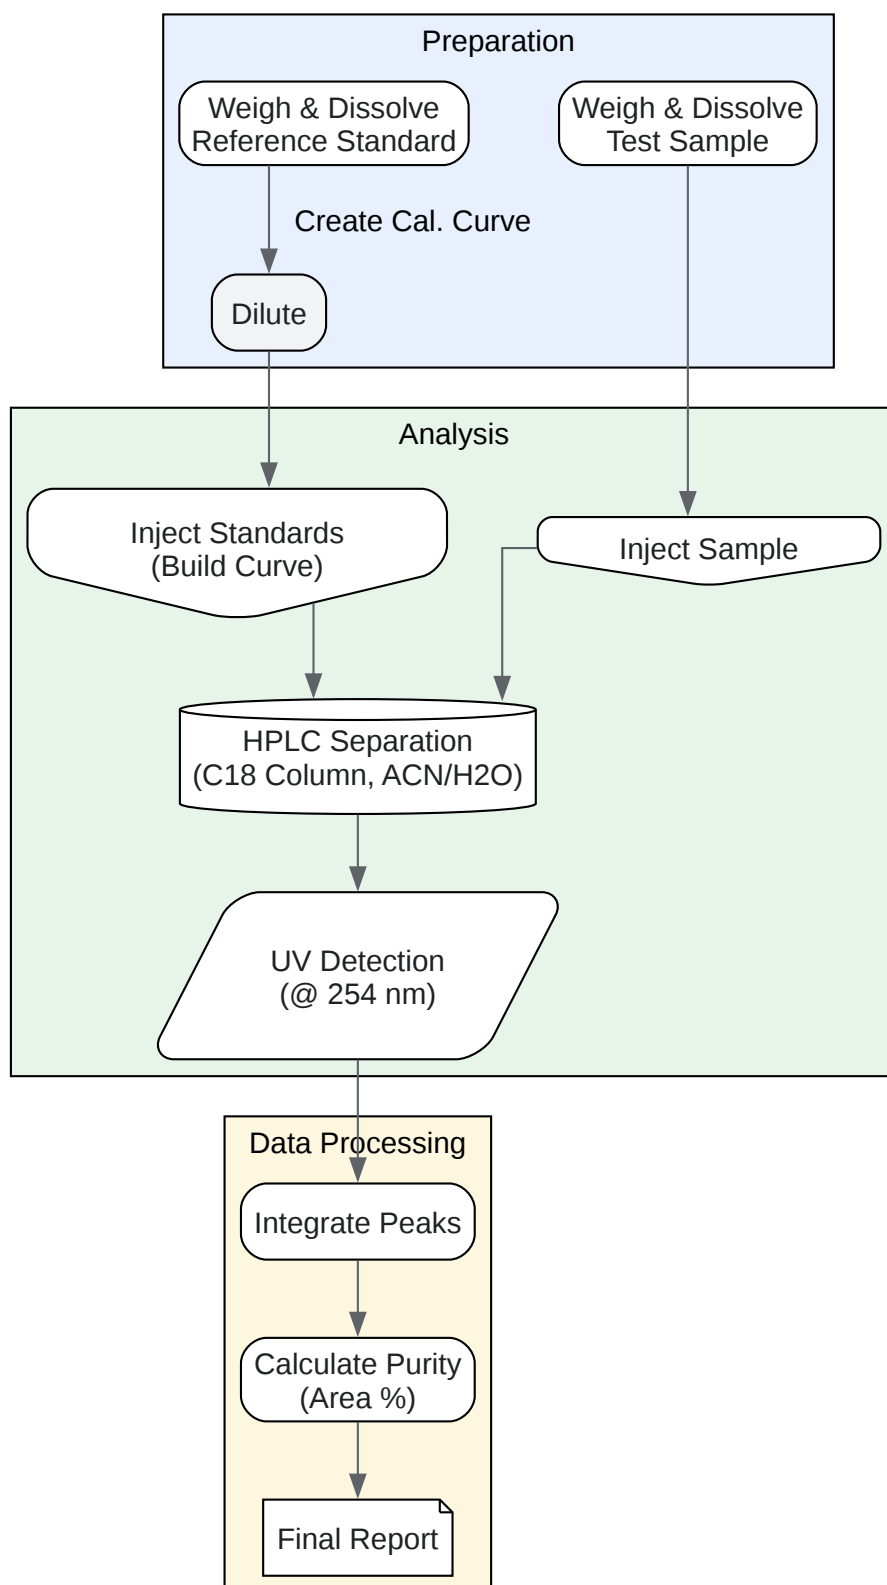 Preparation
Weigh & Dissolve
Reference Standard
Weigh & Dissolve
Test Sample
Create Cal. Curve
Dilute
Analysis
Inject Standards
(Build Curve)
Inject Sample
HPLC Separation
(C18 Column, ACN/H2O)
UV Detection
(@ 254 nm)
Data Processing
Integrate Peaks
Calculate Purity
(Area %)
Final Report